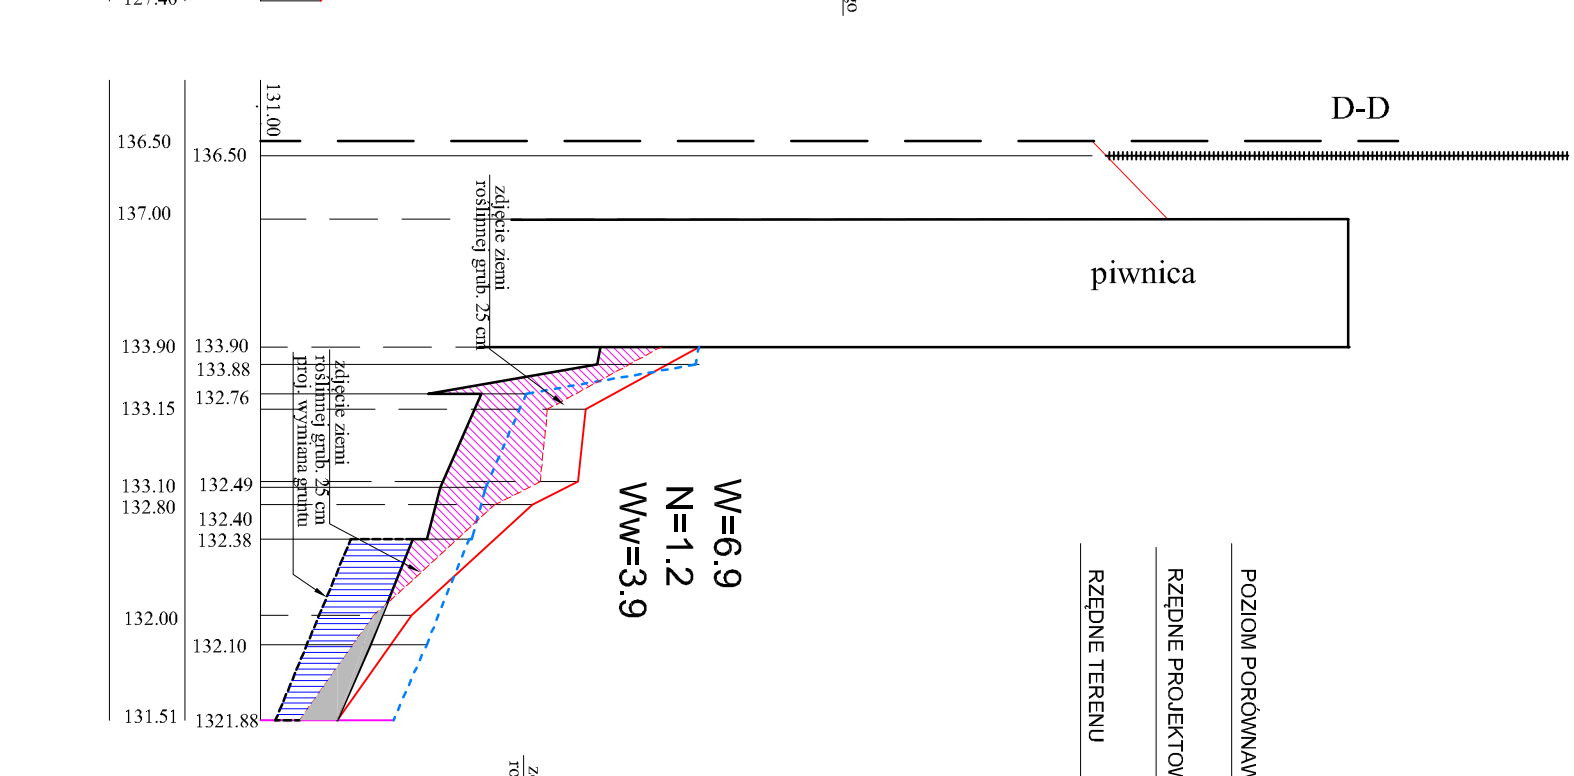 127.40
go
131.00
D-D
136.50
136.50
137.00
zdjęcie ziemi
roślinnej grub. 25 cm
piwnica
133.90
133.90
133.88
132.76
133.15
zdjęcie ziemi
roślinnej grub. 25 cm
proj. wymiana gruntu
133.10
132.49
132.80
132.40
132.38
W=6.9
N=1.2
Ww=3.9
132.00
132.10
131.51
1321.88
POZIOM PORÓWNAW
RZĘDNE PROJEKTOW
RZĘDNE TERENU